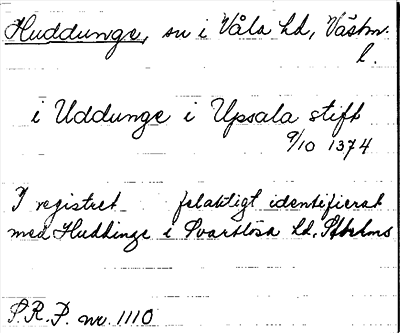 Huddunge, sn i Våla hd, Västm.
l.
i Uddunge i Upsala stift
9/10 1374
I registret felaktigt identifierat
med Huddinge i Svartlösa hd, Sthlms
S.R.P. nr. 1110